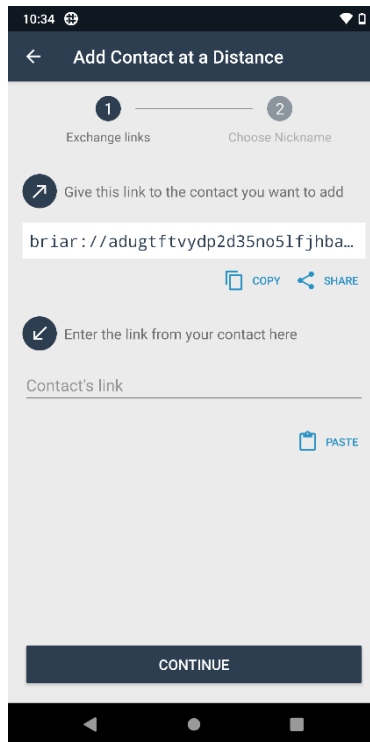 10:34
Add Contact at a Distance
1 2
Exchange links Choose Nickname
Give this link to the contact you want to add
briar://adugtftvydp2d35no5lfjhba…
COPY SHARE
Enter the link from your contact here
Contact's link
PASTE
CONTINUE